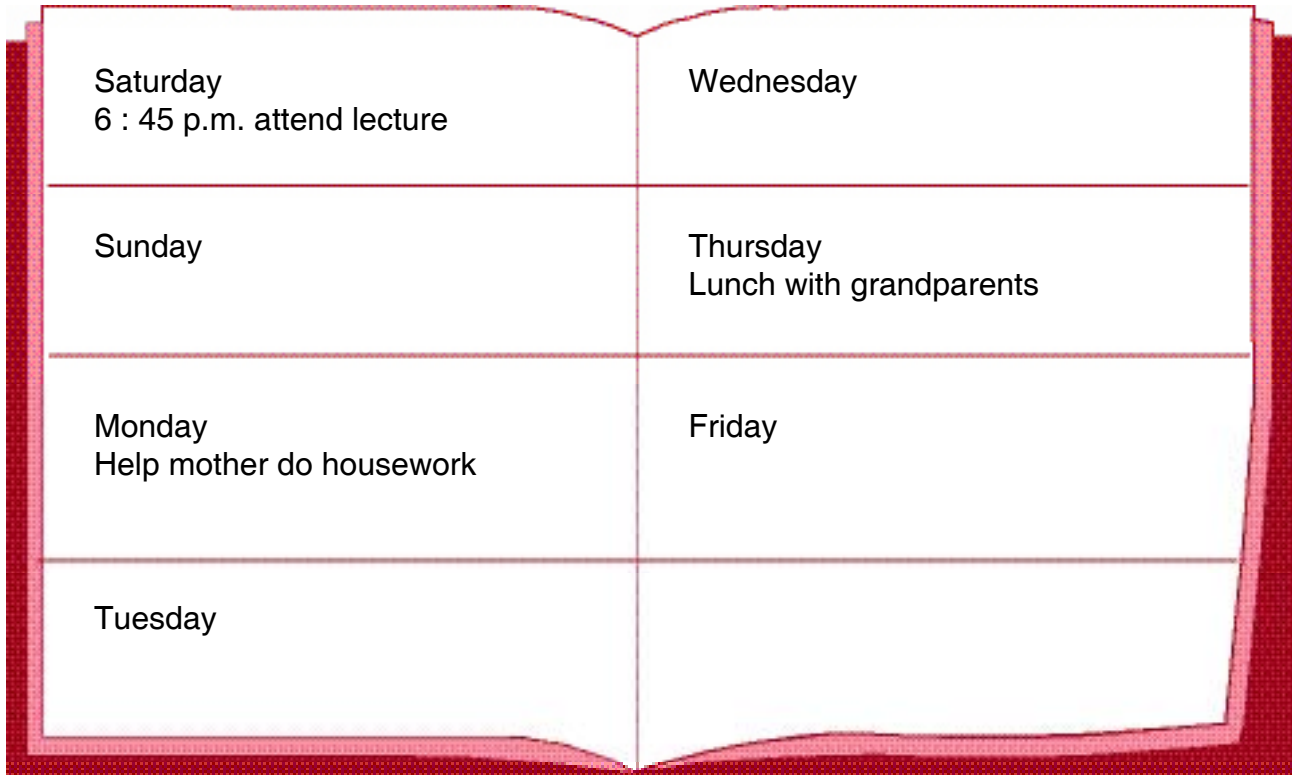 Saturday
6 : 45 p.m. attend lecture
Sunday
Monday
Help mother do housework
Tuesday
Wednesday
Thursday
Lunch with grandparents
Friday